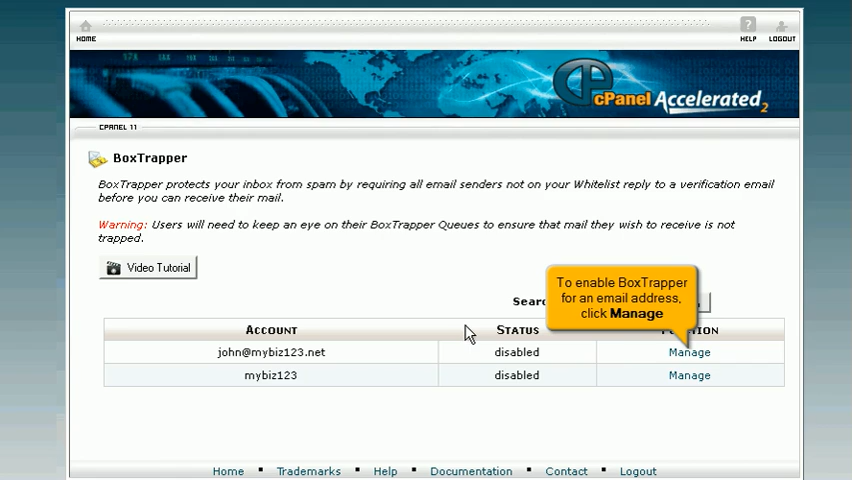 HOME
HELP
LOGOUT
cPanel Accelerated2
CPANEL 11
BoxTrapper
BoxTrapper protects your inbox from spam by requiring all email senders not on your Whitelist reply to a verification email
before you can receive their mail.
Warning: Users will need to keep an eye on their BoxTrapper Queues to ensure that mail they wish to receive is not
trapped.
Video Tutorial
To enable BoxTrapper
for an email address,
click Manage
ACCOUNT STATUS
john@mybiz123.net disabled Manage
mybiz123 disabled Manage
Home ▪ Trademarks ▪ Help ▪ Documentation ▪ Contact ▪ Logout